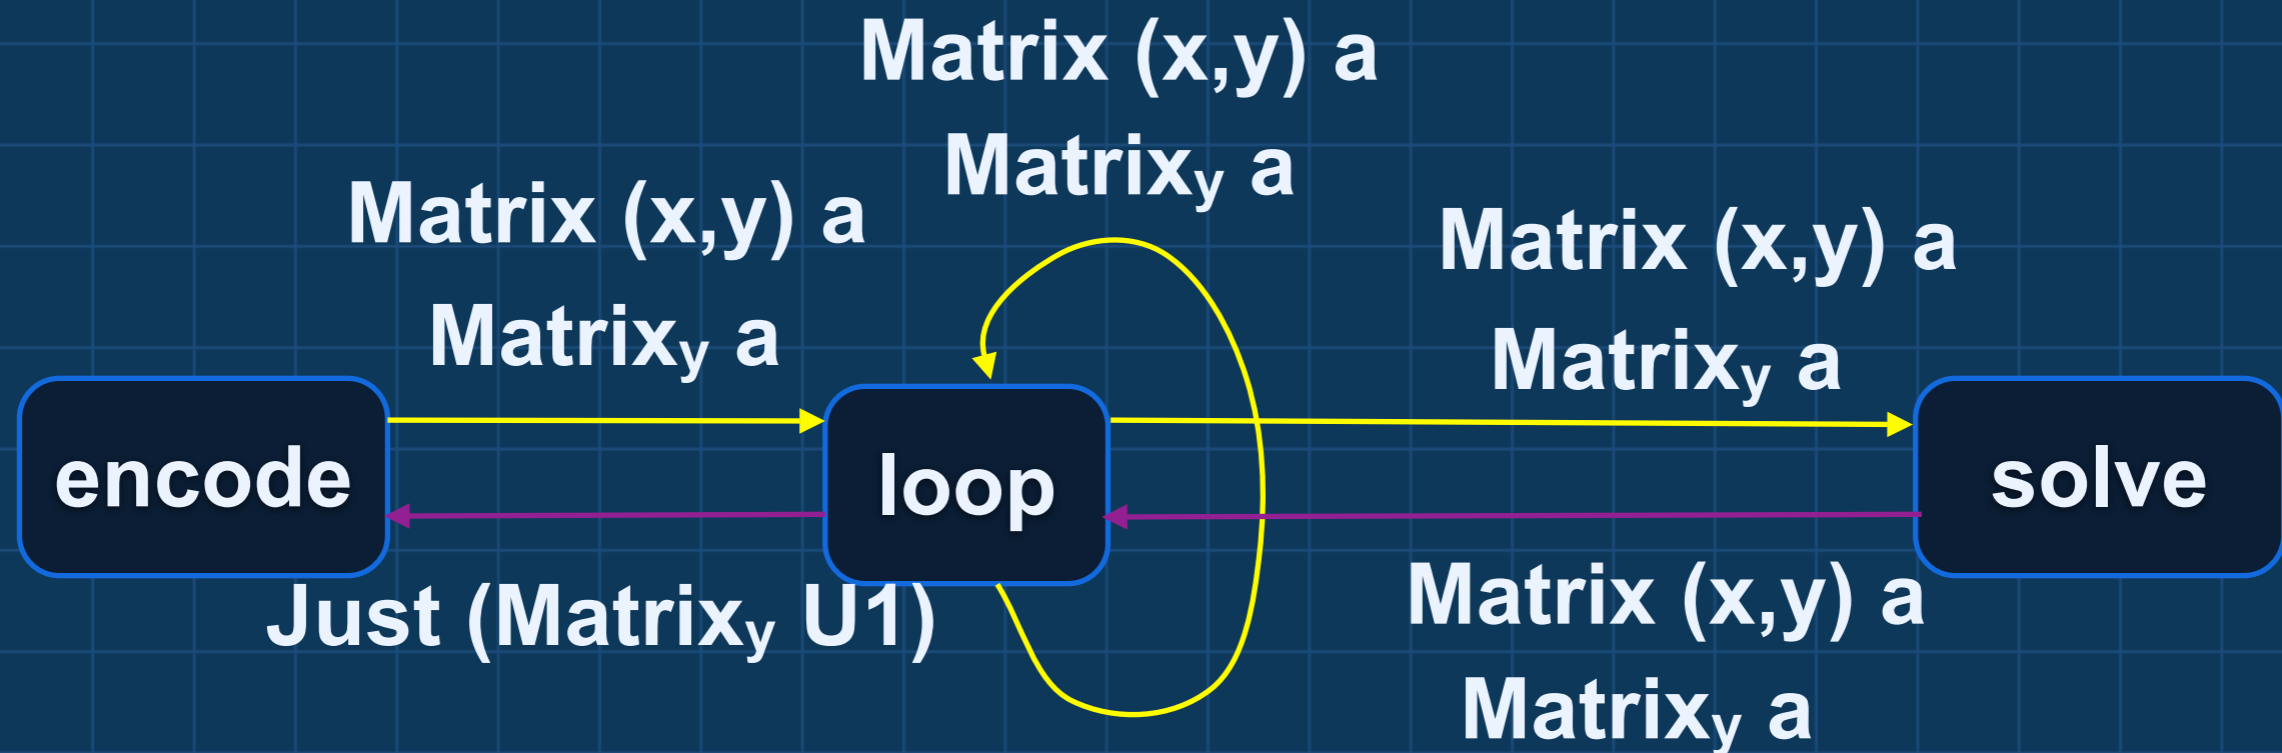 Matrix (x,y) a
Matrixy a
Matrix (x,y) a
Matrixy a
Matrix (x,y) a
Matrixy a
encode
loop
solve
Just (Matrixy U1)
Matrix (x,y) a
Matrixy a